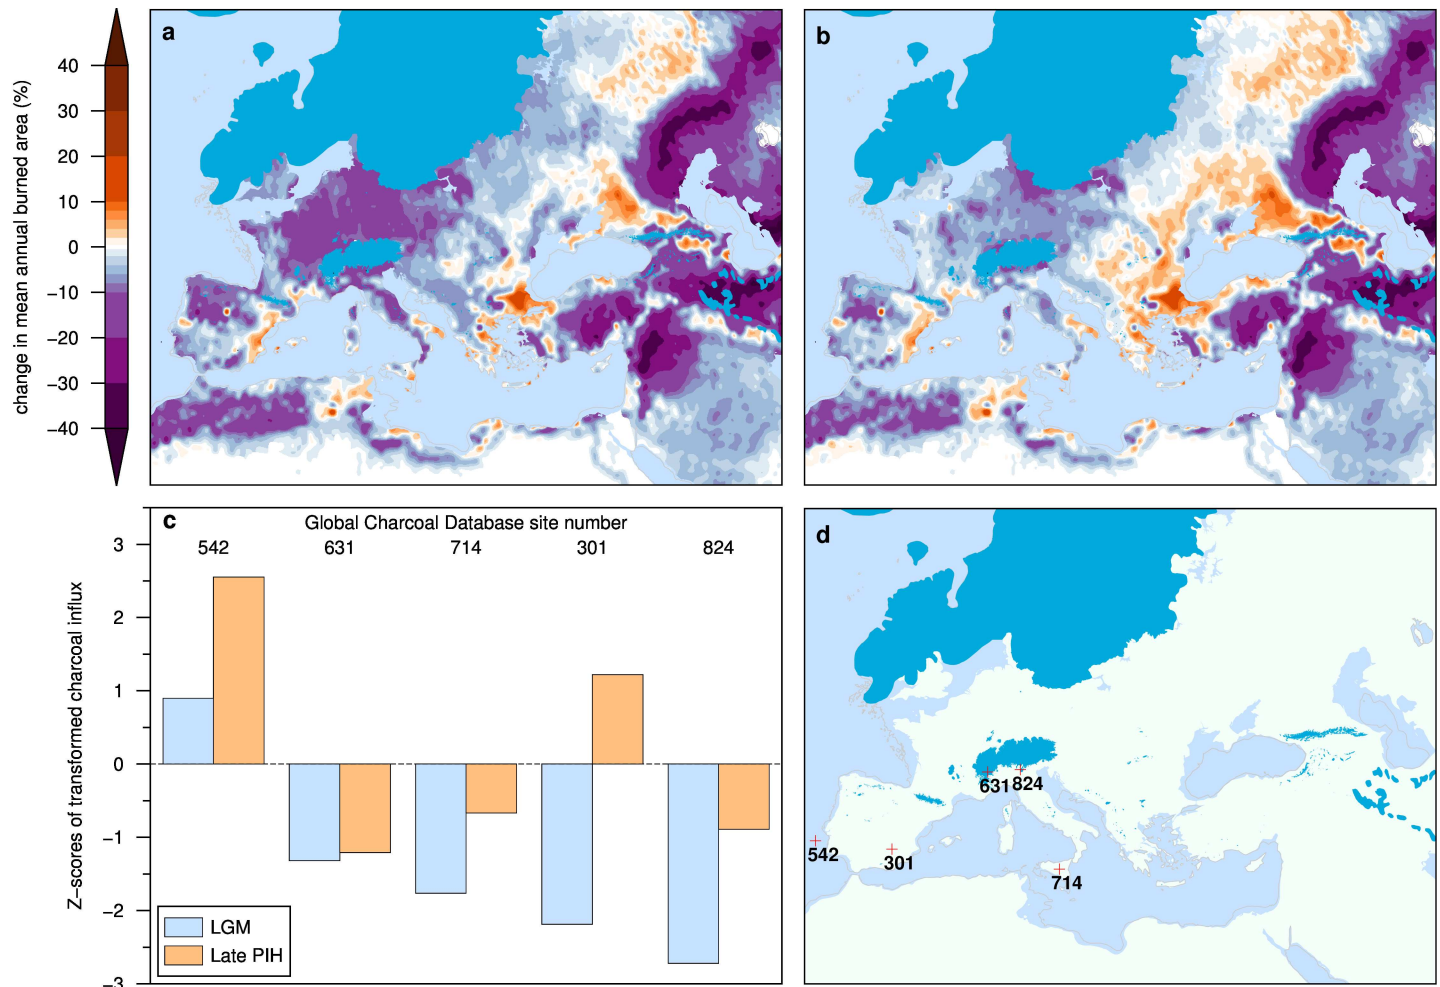 a
b
change in mean annual burned area (%)
40
30
20
10
0
−10
−20
−30
−40
c
Global Charcoal Database site number
542 631 714 301 824
Z−scores of transformed charcoal influx
3
2
1
0
−1
−2
−3
LGM
Late PIH
d
631 824
542
301
714